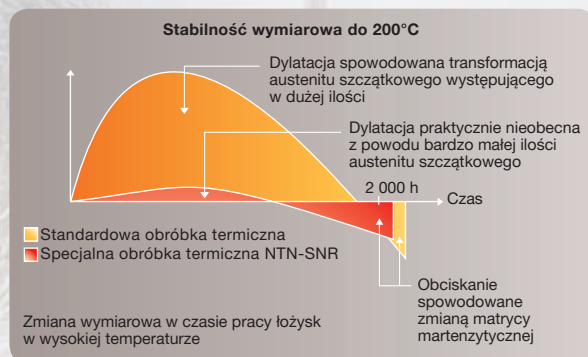 Stabilność wymiarowa do 200°C
Dylatacja spowodowana transformacją
austenitu szczątkowego występującego
w dużej ilości
Dylatacja praktycznie nieobecna
z powodu bardzo małej ilości
austenitu szczątkowego
2 000 h
Czas
Standardowa obróbka termiczna
Specjalna obróbka termiczna NTN-SNR
Obciskanie
spowodowane
zmianą matrycy
martenzytycznej
Zmiana wymiarowa w czasie pracy łożysk
w wysokiej temperaturze